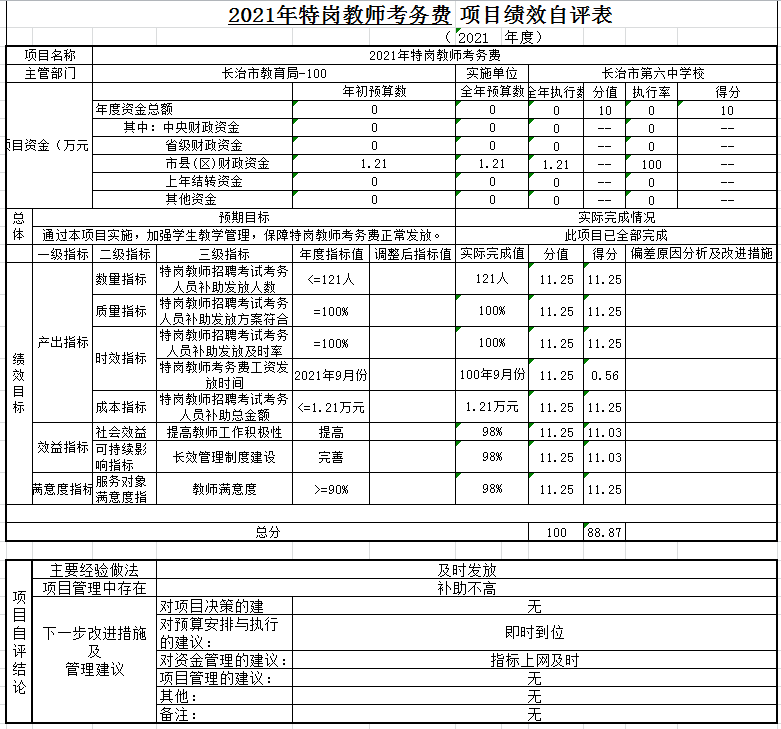 2021年特岗教师考务费 项目绩效自评表
（ 2021 年度）
项目名称 2021年特岗教师考务费
主管部门 长治市教育局-100 实施单位 长治市第六中学校
项目资金（万元 年初预算数 全年预算数 全年执行数 分值 执行率 得分
年度资金总额 0 0 0 10 0 10
其中：中央财政资金 0 0 0 -- 0 --
省级财政资金 0 0 0 -- 0 --
市县(区)财政资金 1.21 1.21 1.21 -- 100 --
上年结转资金 0 0 0 -- 0 --
其他资金 0 0 0 -- 0 --
总体 预期目标 实际完成情况
通过本项目实施，加强学生教学管理，保障特岗教师考务费正常发放。 此项目已全部完成
绩效目标 一级指标 二级指标 三级指标 年度指标值 调整后指标值 实际完成值 分值 得分 偏差原因分析及改进措施
产出指标 数量指标 特岗教师招聘考试考务人员补助发放人数 <=121人 121人 11.25 11.25
质量指标 特岗教师招聘考试考务人员补助发放方案符合 =100% 100% 11.25 11.25
时效指标 特岗教师招聘考试考务人员补助发放及时率 =100% 100% 11.25 11.25
特岗教师考务费工资发放时间 2021年9月份 100年9月份 11.25 0.56
成本指标 特岗教师招聘考试考务人员补助总金额 <=1.21万元 1.21万元 11.25 11.25
效益指标 社会效益 提高教师工作积极性 提高 98% 11.25 11.03
可持续影响指标 长效管理制度建设 完善 98% 11.25 11.03
满意度指标 服务对象满意度指 教师满意度 >=90% 98% 11.25 11.25
总分 100 88.87
项目自评结论 主要经验做法 及时发放
项目管理中存在 补助不高
下一步改进措施及管理建议 对项目决策的建 无
对预算安排与执行的建议： 即时到位
对资金管理的建议： 指标上网及时
项目管理的建议： 无
其他： 无
备注： 无